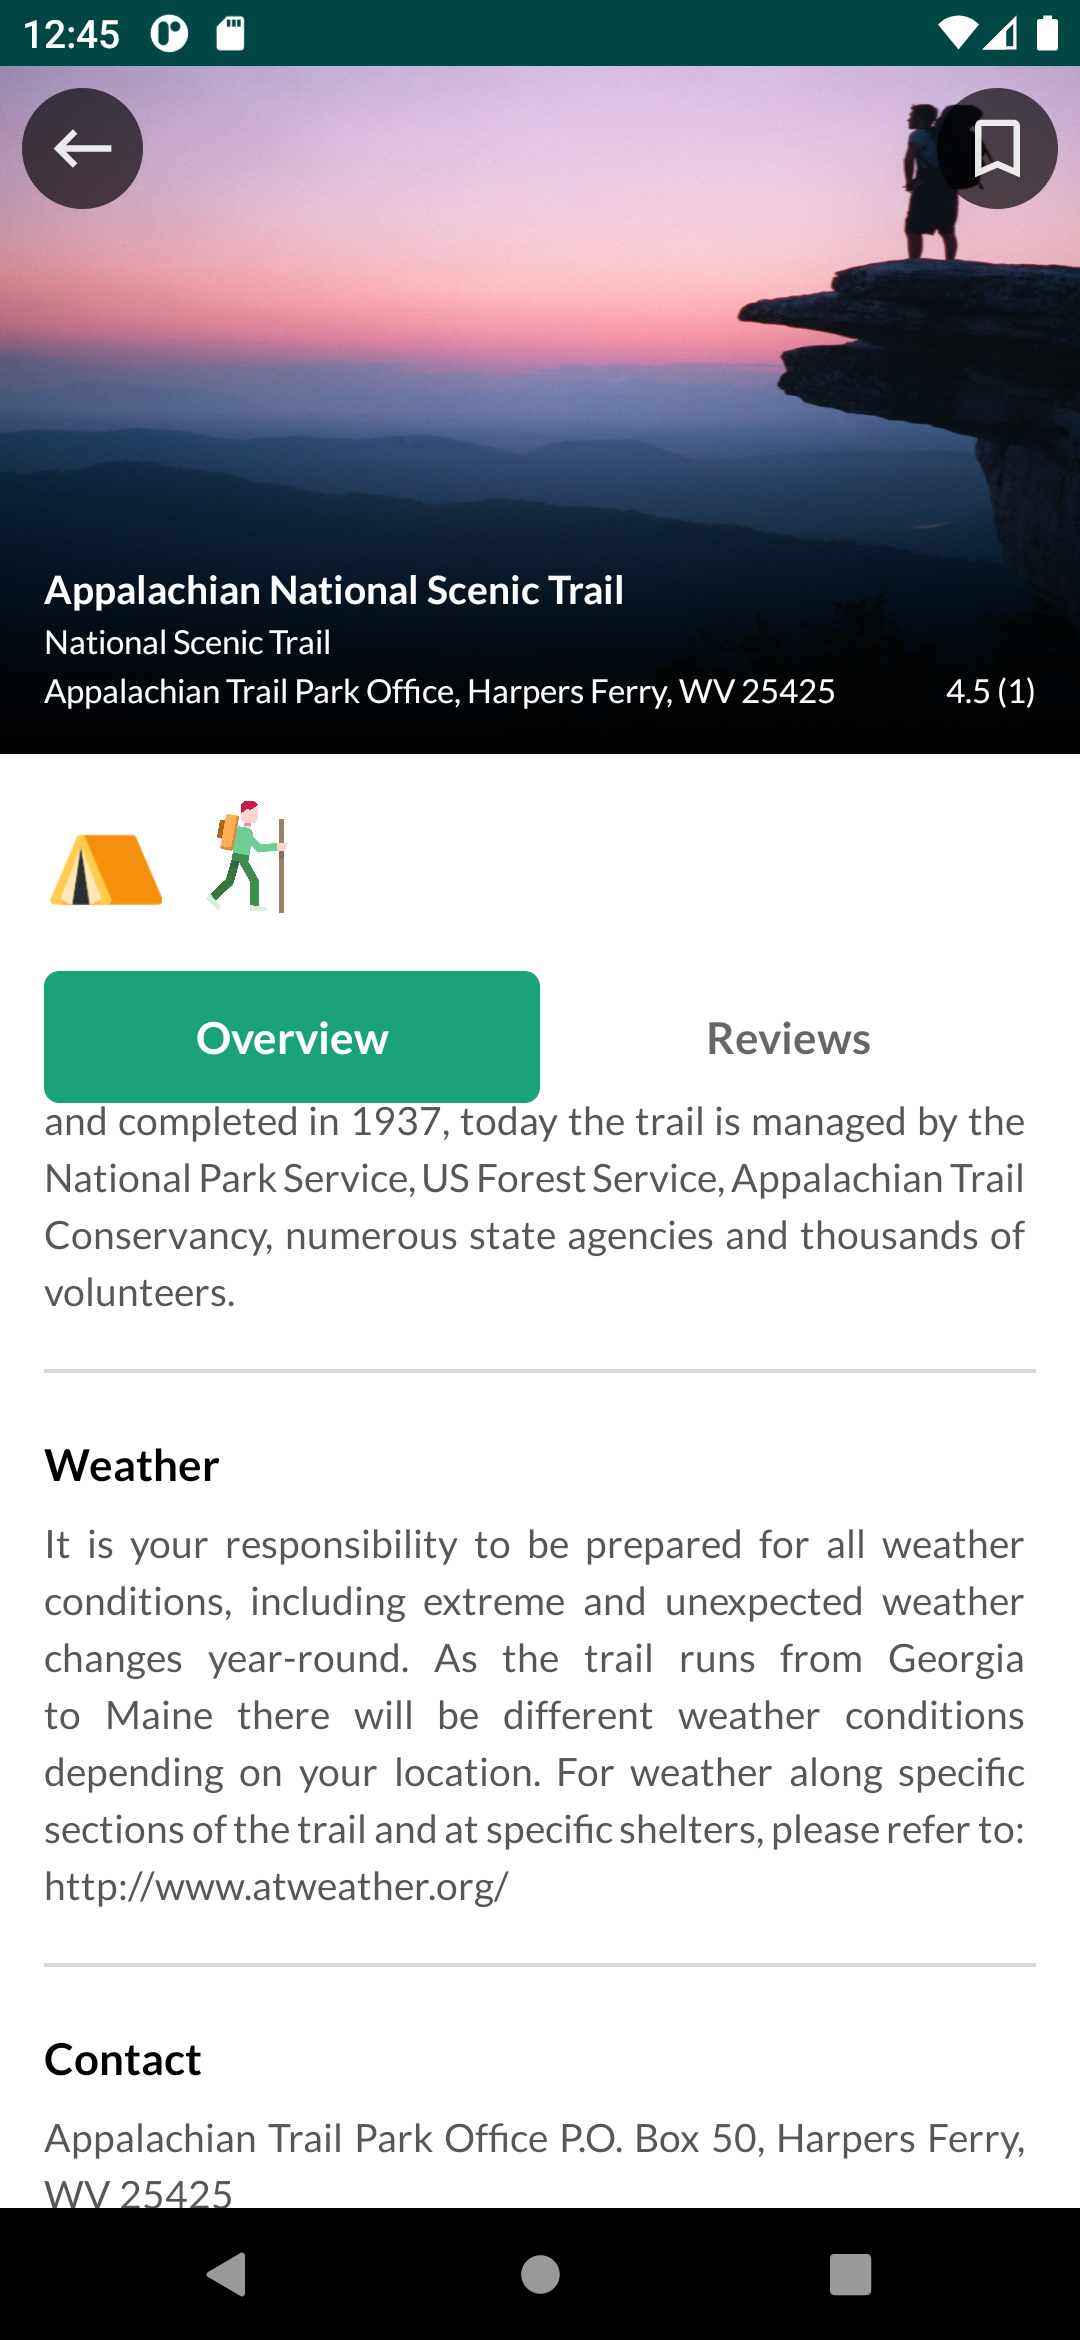 12:45
Appalachian National Scenic Trail
National Scenic Trail
Appalachian Trail Park Office, Harpers Ferry, WV 25425 4.5 (1)
Overview Reviews
and completed in 1937, today the trail is managed by the
National Park Service, US Forest Service, Appalachian Trail
Conservancy, numerous state agencies and thousands of
volunteers.
Weather
It is your responsibility to be prepared for all weather
conditions, including extreme and unexpected weather
changes year-round. As the trail runs from Georgia
to Maine there will be different weather conditions
depending on your location. For weather along specific
sections of the trail and at specific shelters, please refer to:
http://www.atweather.org/
Contact
Appalachian Trail Park Office P.O. Box 50, Harpers Ferry,
WV 25425